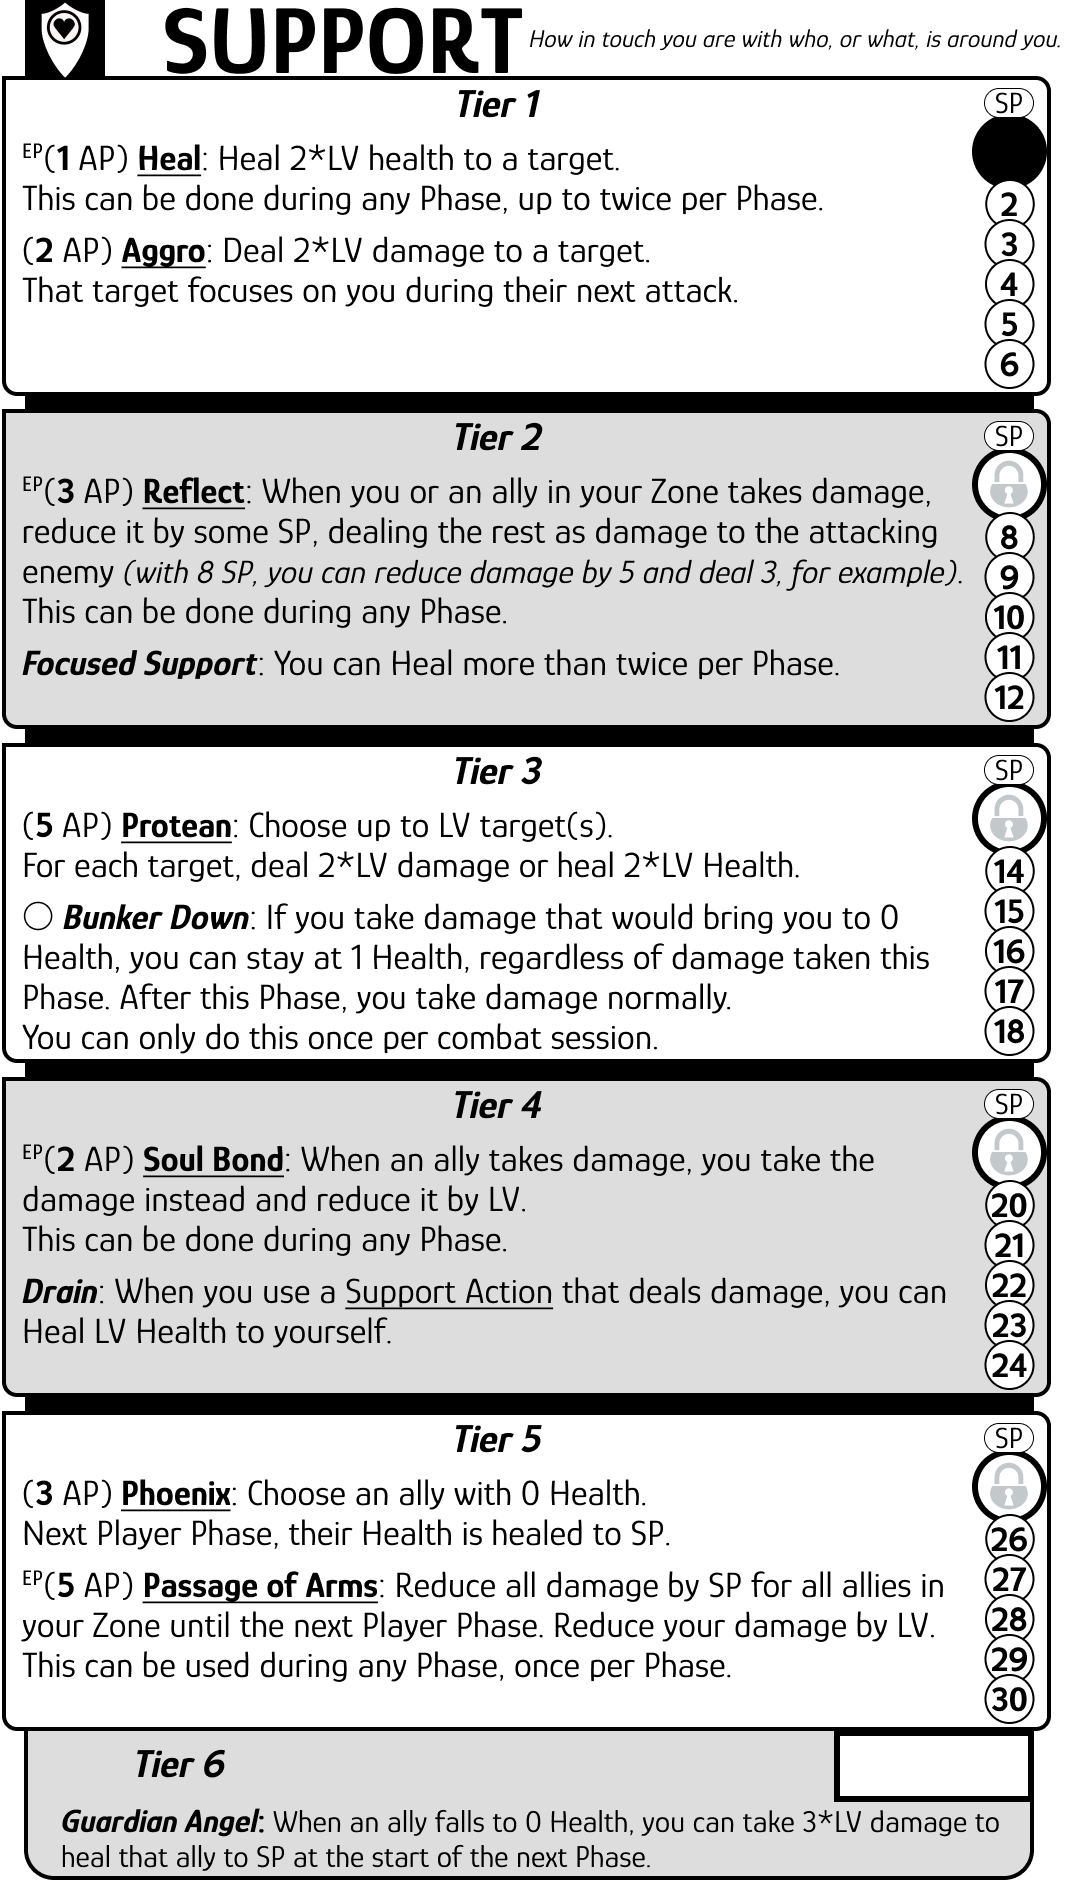 SUPPORT
How in touch you are with who, or what, is around you.
Tier 1
SP
EP(1 AP) Heal: Heal 2*LV health to a target.
This can be done during any Phase, up to twice per Phase.
(2 AP) Aggro: Deal 2*LV damage to a target.
That target focuses on you during their next attack.
2
3
4
5
6
Tier 2
SP
EP(3 AP) Reflect: When you or an ally in your Zone takes damage,
reduce it by some SP, dealing the rest as damage to the attacking
enemy (with 8 SP, you can reduce damage by 5 and deal 3, for example).
This can be done during any Phase.
Focused Support: You can Heal more than twice per Phase.
8
9
10
11
12
Tier 3
SP
(5 AP) Protean: Choose up to LV target(s).
For each target, deal 2*LV damage or heal 2*LV Health.
Bunker Down: If you take damage that would bring you to 0
Health, you can stay at 1 Health, regardless of damage taken this
Phase. After this Phase, you take damage normally.
You can only do this once per combat session.
14
15
16
17
18
Tier 4
SP
EP(2 AP) Soul Bond: When an ally takes damage, you take the
damage instead and reduce it by LV.
This can be done during any Phase.
Drain: When you use a Support Action that deals damage, you can
Heal LV Health to yourself.
20
21
22
23
24
Tier 5
SP
(3 AP) Phoenix: Choose an ally with 0 Health.
Next Player Phase, their Health is healed to SP.
EP(5 AP) Passage of Arms: Reduce all damage by SP for all allies in
your Zone until the next Player Phase. Reduce your damage by LV.
This can be used during any Phase, once per Phase.
26
27
28
29
30
Tier 6
Guardian Angel: When an ally falls to 0 Health, you can take 3*LV damage to
heal that ally to SP at the start of the next Phase.